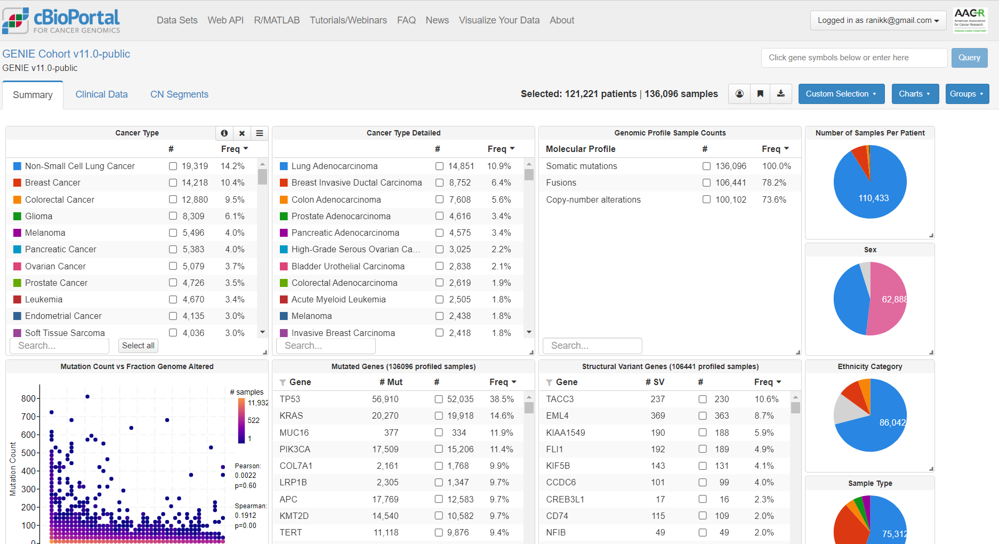 cBioPortal
FOR CANCER GENOMICS
Data Sets Web API R/MATLAB Tutorials/Webinars FAQ News Visualize Your Data About
Logged in as ranikk@gmail.com
AACR
American Association
for Cancer Research
FINDING CURES TOGETHER
GENIE Cohort v11.0-public
GENIE v11.0-public
Click gene symbols below or enter here
Query
Summary
Clinical Data
CN Segments
Selected: 121,221 patients | 136,096 samples
Custom Selection
Charts
Groups
Cancer Type
# Freq
Non-Small Cell Lung Cancer 19,319 14.2%
Breast Cancer 14,218 10.4%
Colorectal Cancer 12,880 9.5%
Glioma 8,309 6.1%
Melanoma 5,496 4.0%
Pancreatic Cancer 5,383 4.0%
Ovarian Cancer 5,079 3.7%
Prostate Cancer 4,726 3.5%
Leukemia 4,670 3.4%
Endometrial Cancer 4,135 3.0%
Soft Tissue Sarcoma 4,036 3.0%
Search...
Select all
Cancer Type Detailed
# Freq
Lung Adenocarcinoma 14,851 10.9%
Breast Invasive Ductal Carcinoma 8,752 6.4%
Colon Adenocarcinoma 7,608 5.6%
Prostate Adenocarcinoma 4,616 3.4%
Pancreatic Adenocarcinoma 4,575 3.4%
High-Grade Serous Ovarian Ca... 3,025 2.2%
Bladder Urothelial Carcinoma 2,838 2.1%
Colorectal Adenocarcinoma 2,619 1.9%
Acute Myeloid Leukemia 2,505 1.8%
Melanoma 2,438 1.8%
Invasive Breast Carcinoma 2,418 1.8%
Search...
Genomic Profile Sample Counts
Molecular Profile # Freq
Somatic mutations 136,096 100.0%
Fusions 106,441 78.2%
Copy-number alterations 100,102 73.6%
Search...
Number of Samples Per Patient
110,433
Sex
62,888
Mutation Count vs Fraction Genome Altered
Mutation Count
800
700
600
500
400
300
200
100
0
# samples
11,932
522
1
Pearson:
0.0022
p=0.60
Spearman:
0.1912
p=0.00
Mutated Genes (136096 profiled samples)
Gene # Mut # Freq
TP53 56,910 52,035 38.5%
KRAS 20,270 19,918 14.6%
MUC16 377 334 11.9%
PIK3CA 17,509 15,206 11.4%
COL7A1 2,161 1,768 9.9%
LRP1B 2,305 1,347 9.7%
APC 17,769 12,583 9.7%
KMT2D 14,540 10,582 9.7%
TERT 11,118 9,876 9.4%
Structural Variant Genes (106441 profiled samples)
Gene # SV # Freq
TACC3 237 230 10.6%
EML4 369 363 8.7%
KIAA1549 190 188 5.9%
FLI1 192 189 4.9%
KIF5B 143 131 4.1%
CCDC6 101 99 4.0%
CREB3L1 17 16 2.3%
CD74 115 109 2.0%
NFIB 49 49 2.0%
Ethnicity Category
86,042
Sample Type
75,312